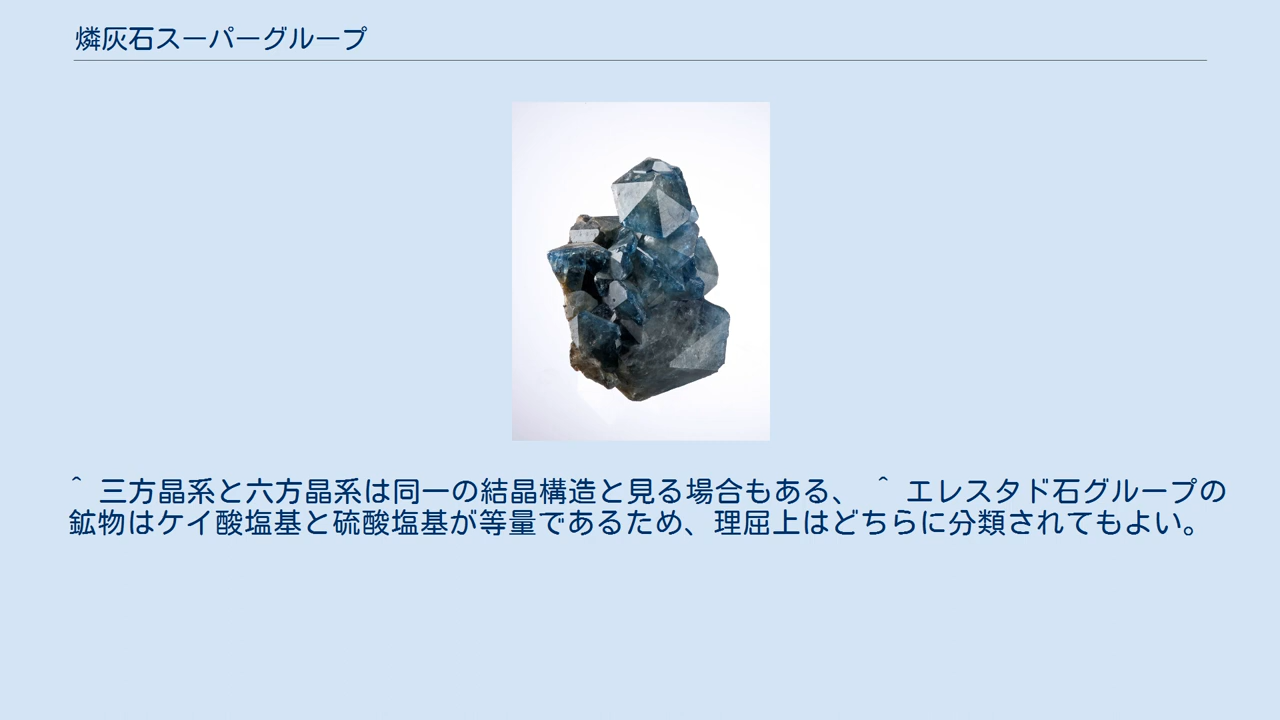 燐灰石スーパーグループ
^ 三方晶系と六方晶系は同一の結晶構造と見る場合もある、 ^ エレスタド石グループの
鉱物はケイ酸塩基と硫酸塩基が等量であるため、理屈上はどちらに分類されてもよい。